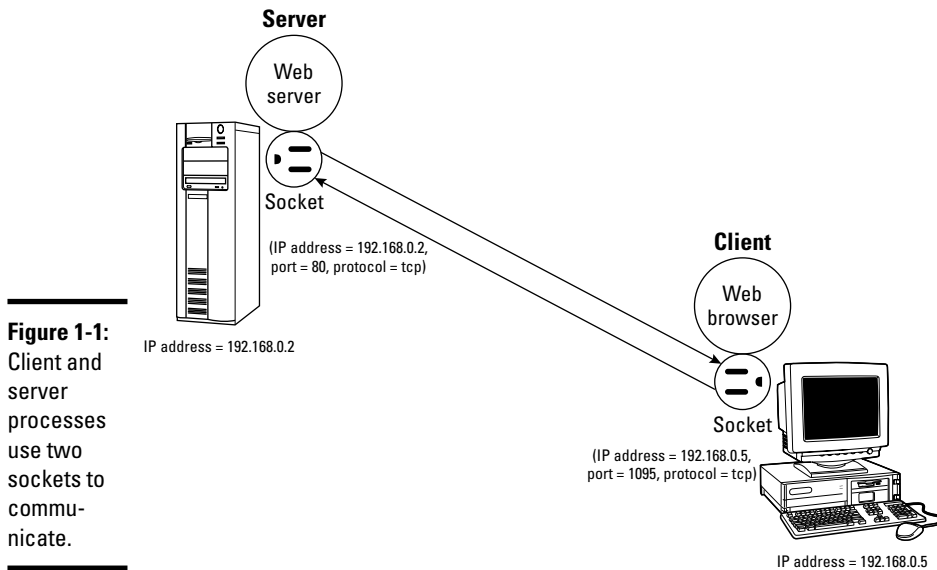 Server
Web
server
Socket
(IP address = 192.168.0.2,
port = 80, protocol = tcp)
IP address = 192.168.0.2
Client
Web
browser
Socket
(IP address = 192.168.0.5,
port = 1095, protocol = tcp)
IP address = 192.168.0.5
Figure 1-1:
Client and
server
processes
use two
sockets to
commu-
nicate.